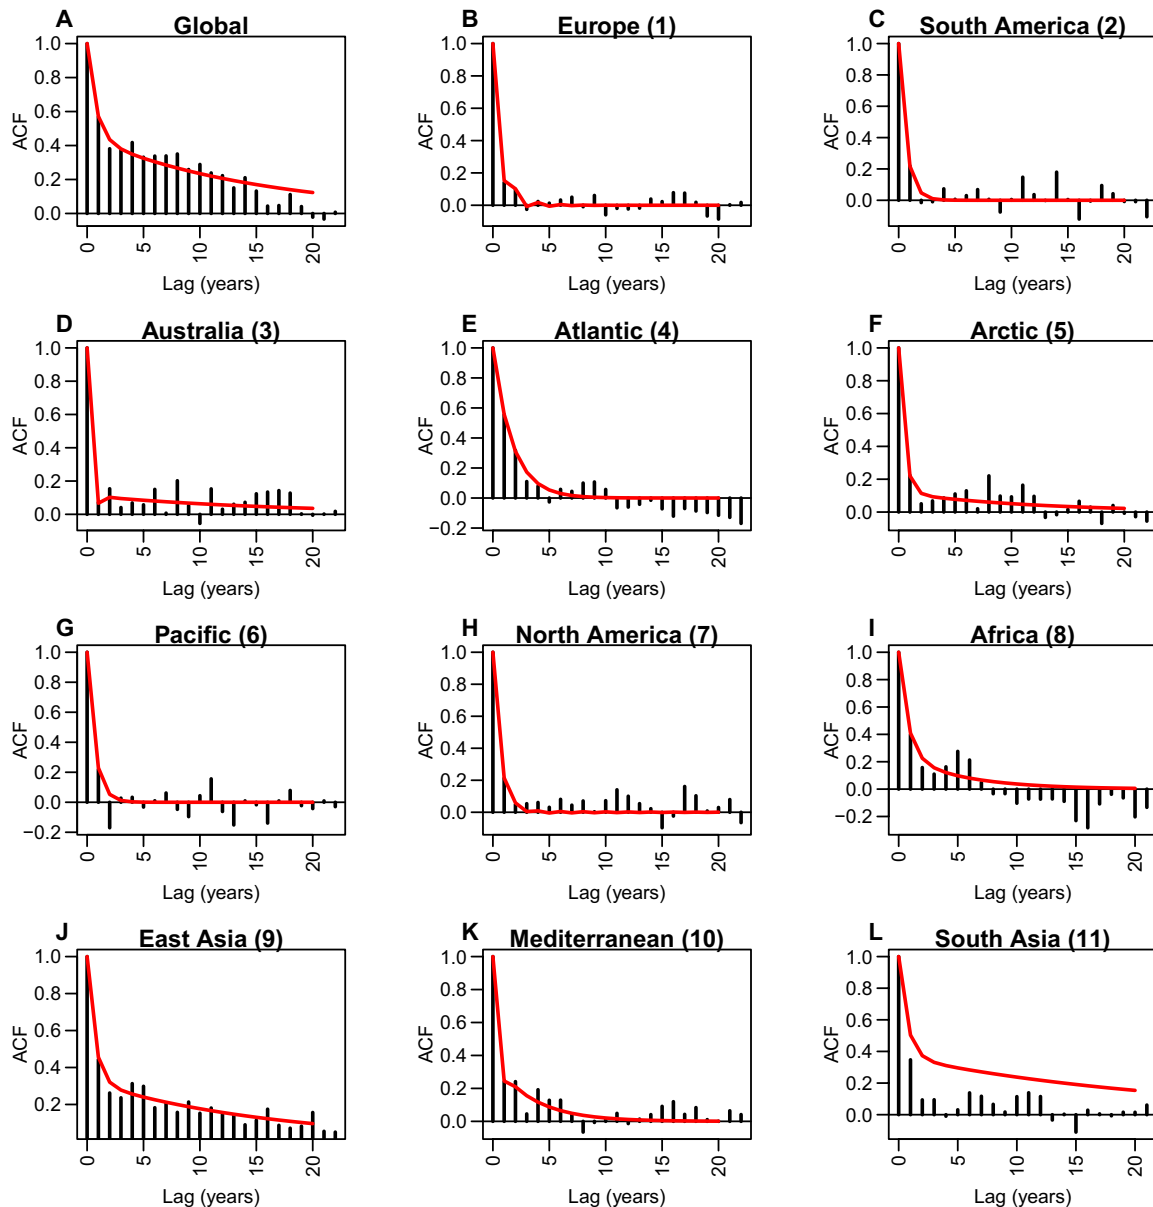 A Global
1.0
0.8
0.6
0.4
0.2
0.0
ACF
0 5 10 15 20
Lag (years)
B Europe (1)
1.0
0.8
0.6
0.4
0.2
0.0
ACF
0 5 10 15 20
Lag (years)
C South America (2)
1.0
0.8
0.6
0.4
0.2
0.0
ACF
0 5 10 15 20
Lag (years)
D Australia (3)
1.0
0.8
0.6
0.4
0.2
0.0
ACF
0 5 10 15 20
Lag (years)
E Atlantic (4)
1.0
0.8
0.6
0.4
0.2
0.0
−0.2
ACF
0 5 10 15 20
Lag (years)
F Arctic (5)
1.0
0.8
0.6
0.4
0.2
0.0
ACF
0 5 10 15 20
Lag (years)
G Pacific (6)
1.0
0.8
0.6
0.4
0.2
0.0
−0.2
ACF
0 5 10 15 20
Lag (years)
H North America (7)
1.0
0.8
0.6
0.4
0.2
0.0
ACF
0 5 10 15 20
Lag (years)
I Africa (8)
1.0
0.8
0.6
0.4
0.2
0.0
−0.2
ACF
0 5 10 15 20
Lag (years)
J East Asia (9)
1.0
0.8
0.6
0.4
0.2
ACF
0 5 10 15 20
Lag (years)
K Mediterranean (10)
1.0
0.8
0.6
0.4
0.2
0.0
ACF
0 5 10 15 20
Lag (years)
L South Asia (11)
1.0
0.8
0.6
0.4
0.2
0.0
ACF
0 5 10 15 20
Lag (years)